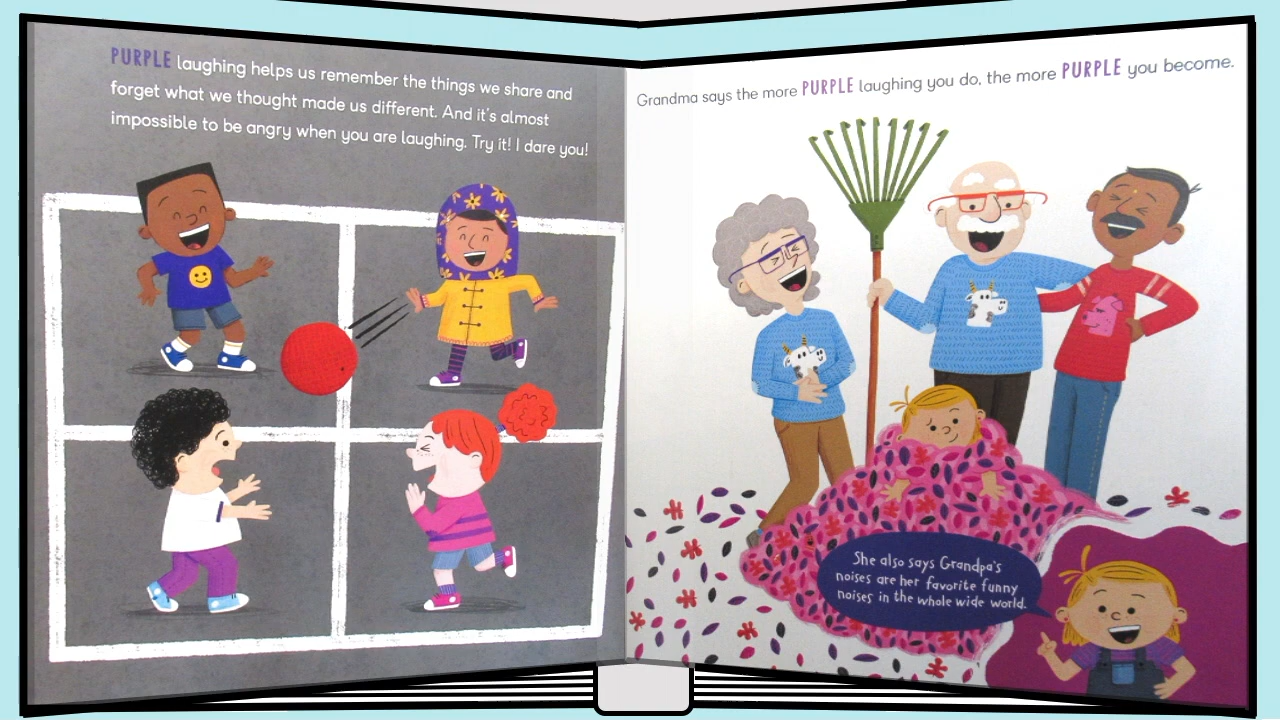 PURPLE laughing helps us remember the things we share and
forget what we thought made us different. And it's almost
impossible to be angry when you are laughing. Try it! I dare you!
Grandma says the more PURPLE laughing you do, the more PURPLE you become.
She also says Grandpa's
noises are her favorite funny
noises in the whole wide world.